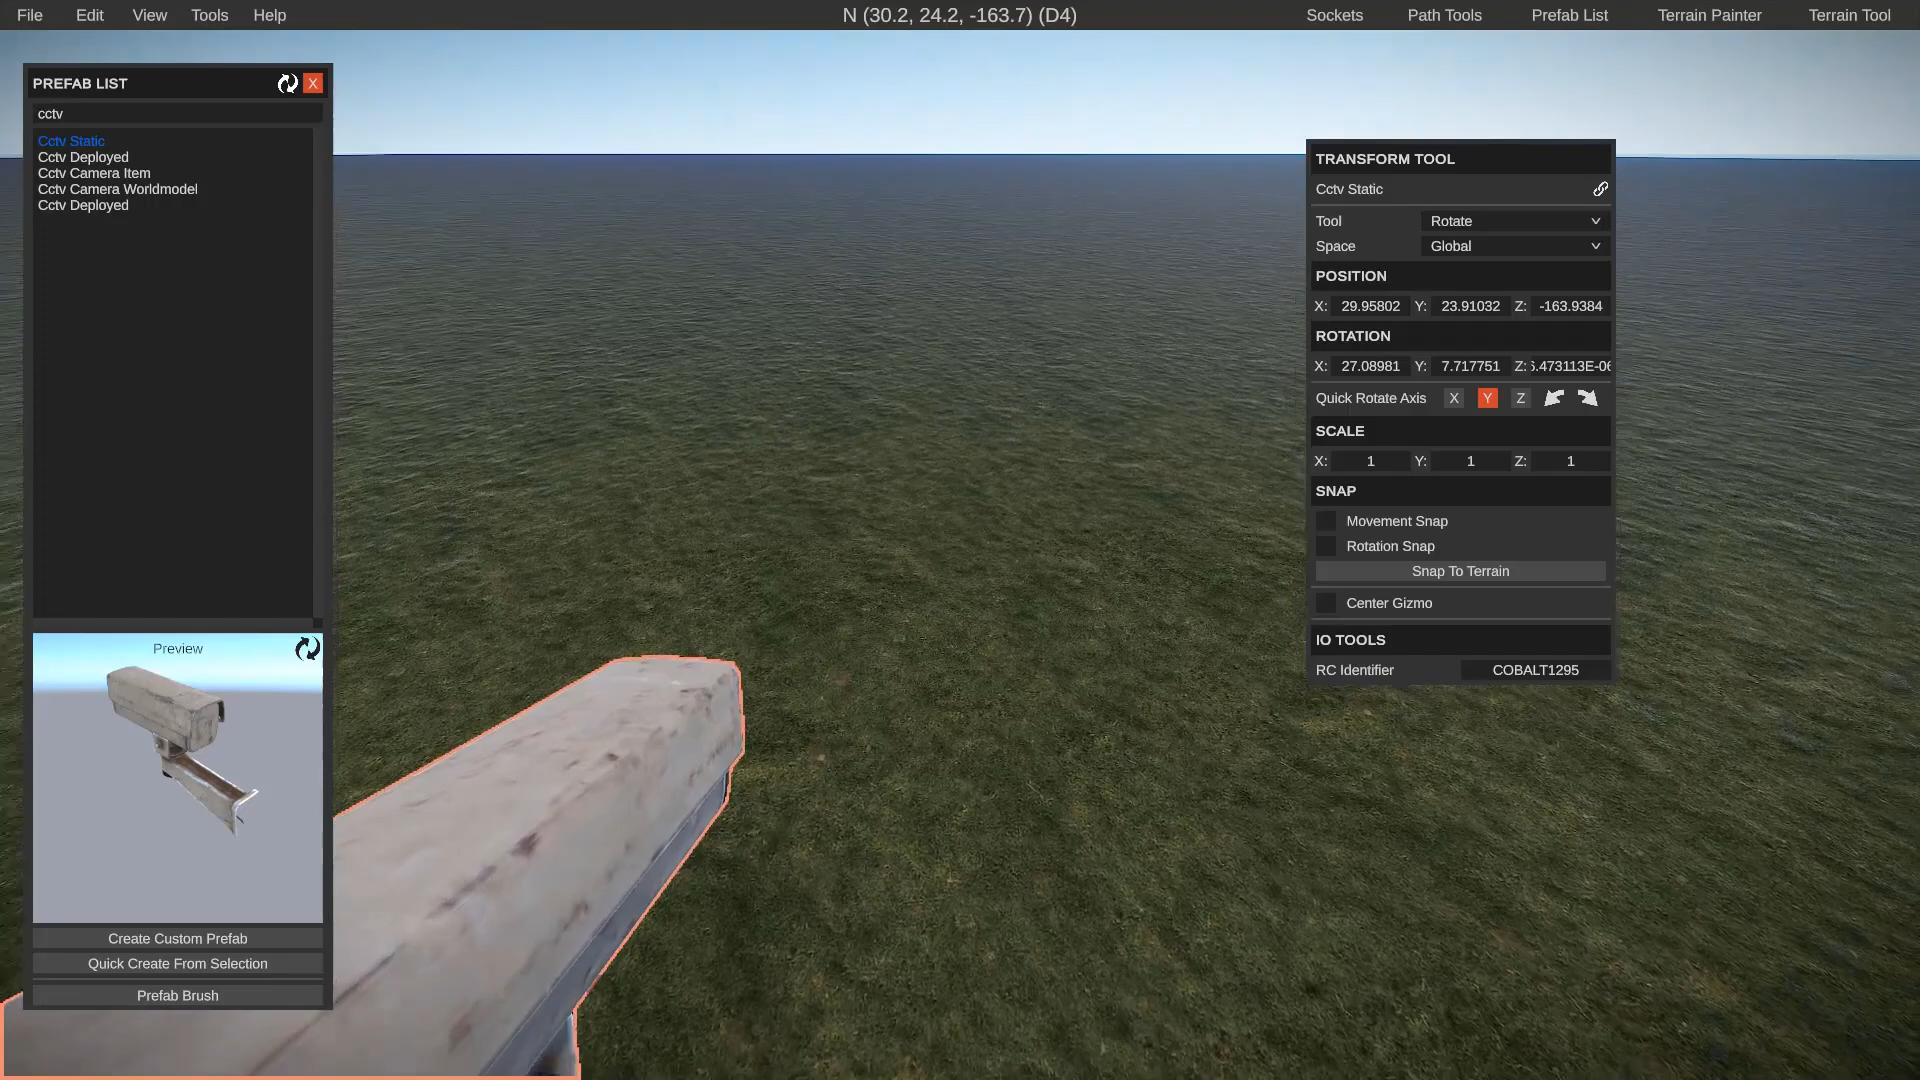 File Edit View Tools Help
N (30.2, 24.2, -163.7) (D4)
Sockets Path Tools Prefab List Terrain Painter Terrain Tool
PREFAB LIST X
cctv
Cctv Static
Cctv Deployed
Cctv Camera Item
Cctv Camera Worldmodel
Cctv Deployed
Preview
Create Custom Prefab
Quick Create From Selection
Prefab Brush
TRANSFORM TOOL
Cctv Static
Tool Rotate
Space Global
POSITION
X: 29.95802 Y: 23.91032 Z: -163.9384
ROTATION
X: 27.08981 Y: 7.717751 Z: .473113E-0
Quick Rotate Axis X Y Z
SCALE
X: 1 Y: 1 Z: 1
SNAP
Movement Snap
Rotation Snap
Snap To Terrain
Center Gizmo
IO TOOLS
RC Identifier COBALT1295